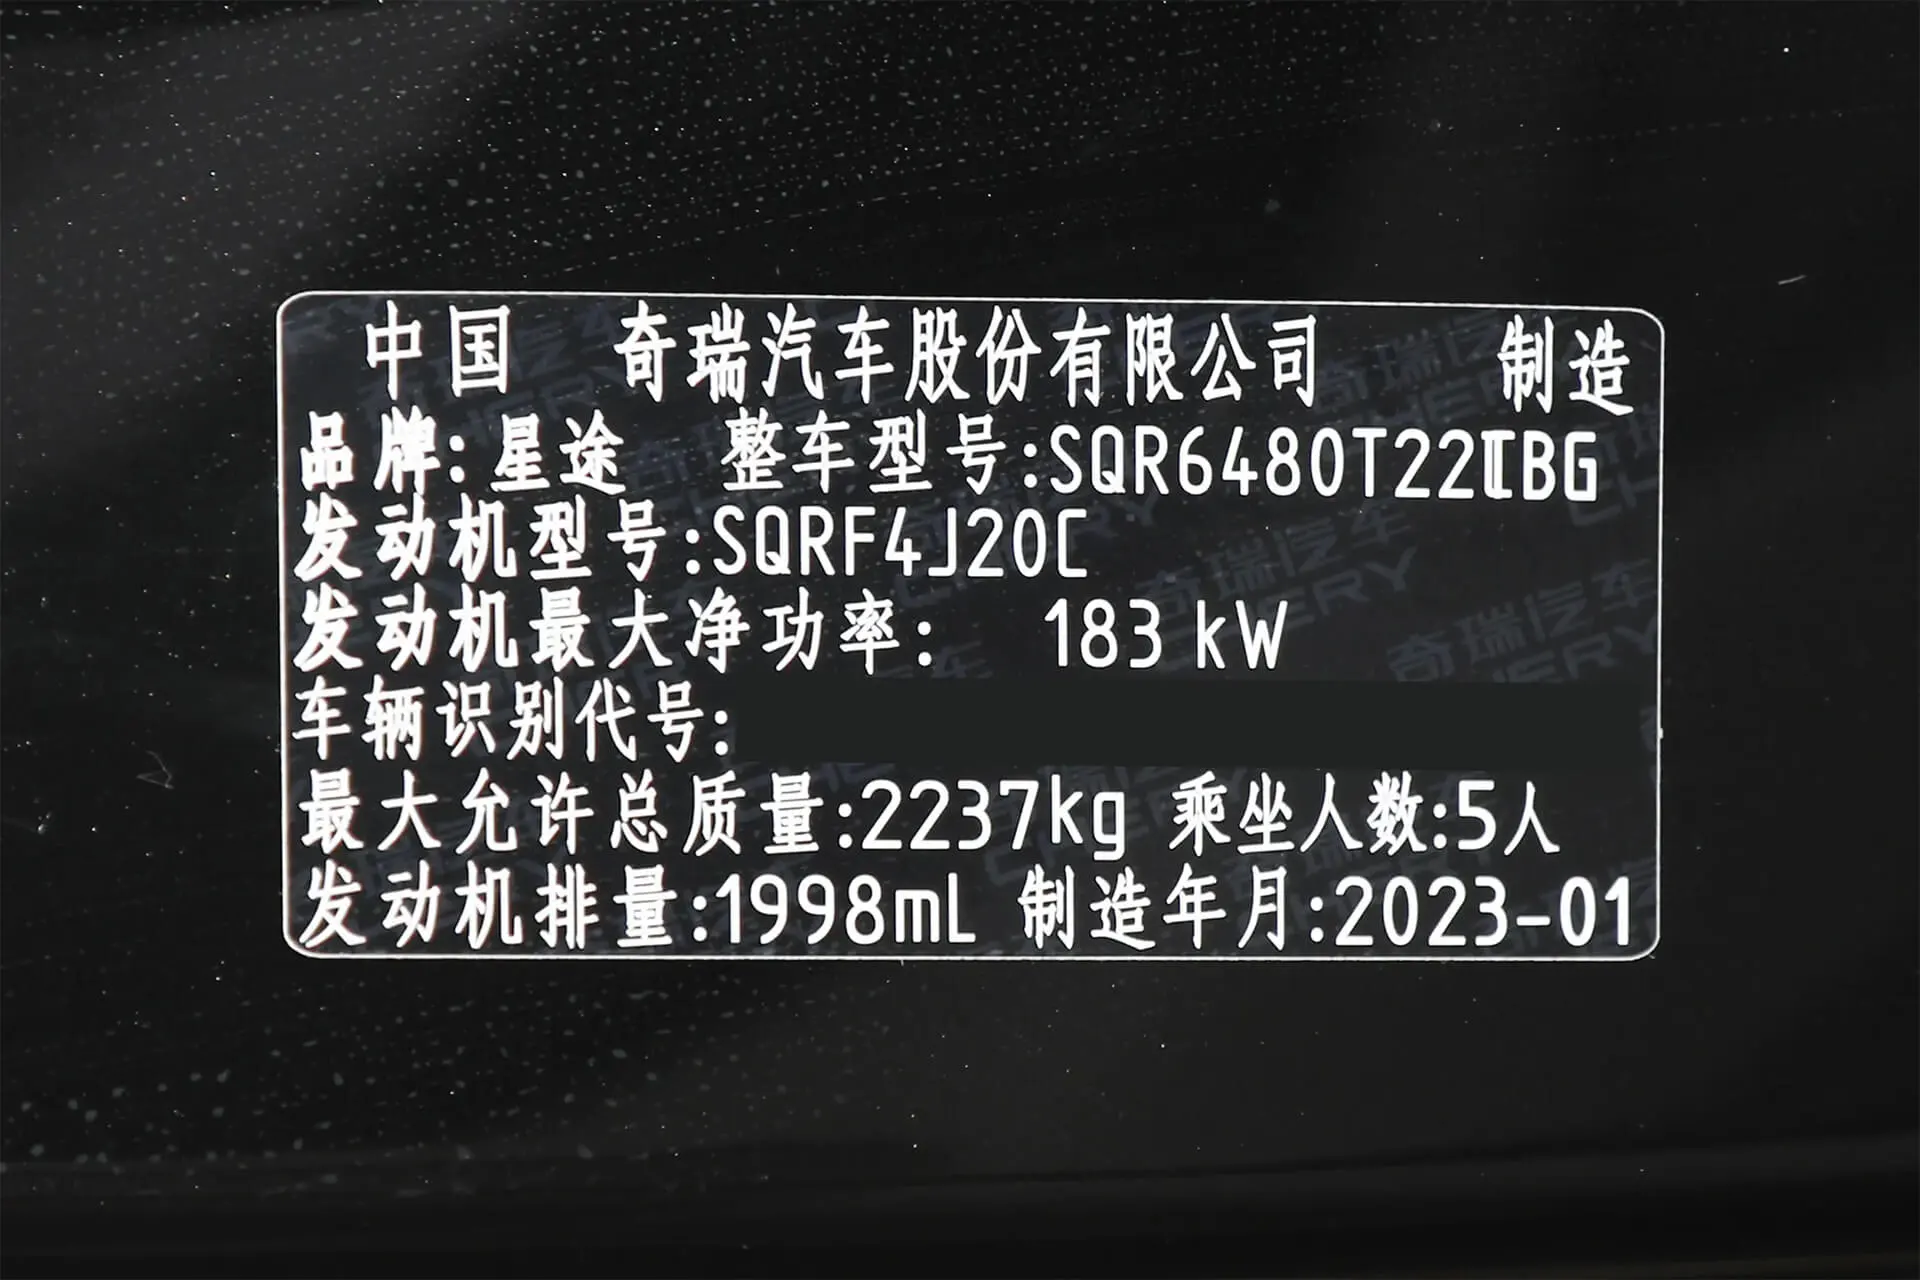 中国 奇瑞汽车股份有限公司 制造
品牌:星途 整车型号:SQR6480T22ⅡCBG
发动机型号:SQRF4J20C
发动机最大净功率: 183 kW
车辆识别代号:
最大允许总质量:2237kg 乘坐人数:5人
发动机排量:1998mL 制造年月:2023-01